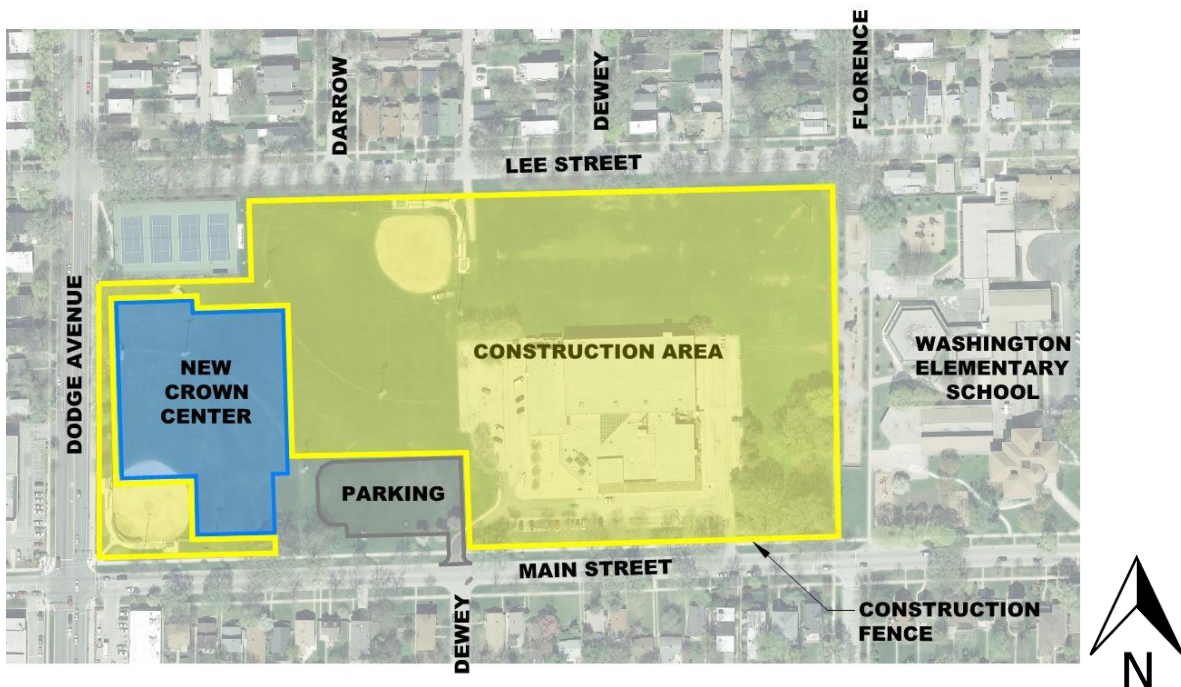 FLORENCE
DARROW
DEWEY
LEE STREET
DODGE AVENUE
NEW
CROWN
CENTER
CONSTRUCTION AREA
WASHINGTON
ELEMENTARY
SCHOOL
PARKING
MAIN STREET
DEWEY
CONSTRUCTION
FENCE
N